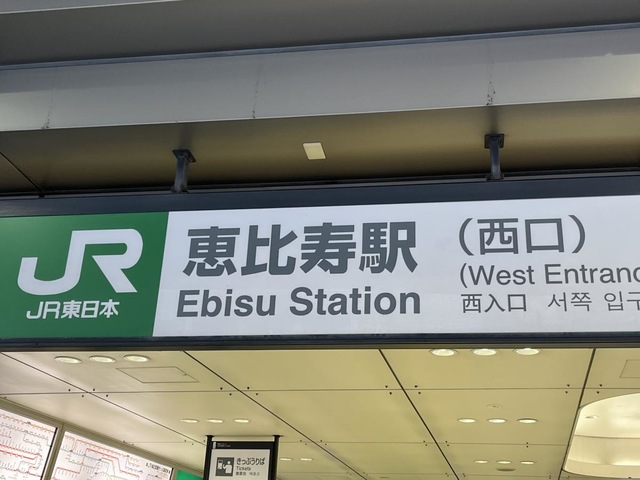 JR
JR東日本
恵比寿駅 (西口)
Ebisu Station (West Entranc
西入口 서쪽 입구
きっぷうりば
Tickets